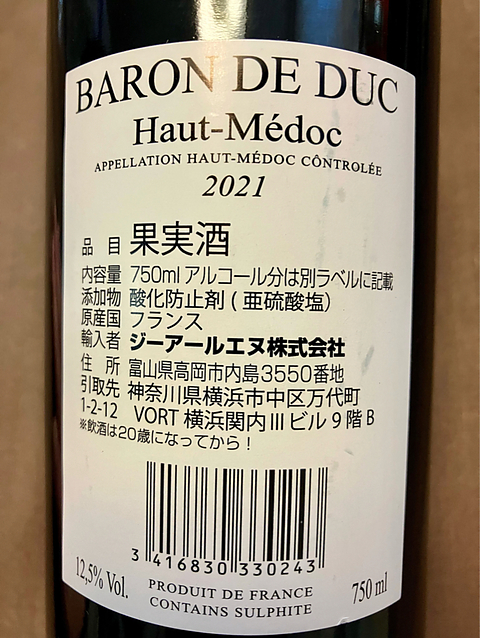 BARON DE DUC
Haut-Médoc
APPELLATION HAUT-MÉDOC CÔNTROLÉE
2021
品 目 果実酒
内容量 750ml アルコール分は別ラベルに記載
添加物 酸化防止剤 ( 亜硫酸塩)
原産国 フランス
輸入者 ジーアールエヌ株式会社
住 所 富山県高岡市内島3550番地
引取先 神奈川県横浜市中区万代町
1-2-12 VORT 横浜関内 III ビル 9 階 B
※飲酒は20歳になってから!
3 416830 330243
12,5% Vol.
PRODUIT DE FRANCE
CONTAINS SULPHITE
750 ml